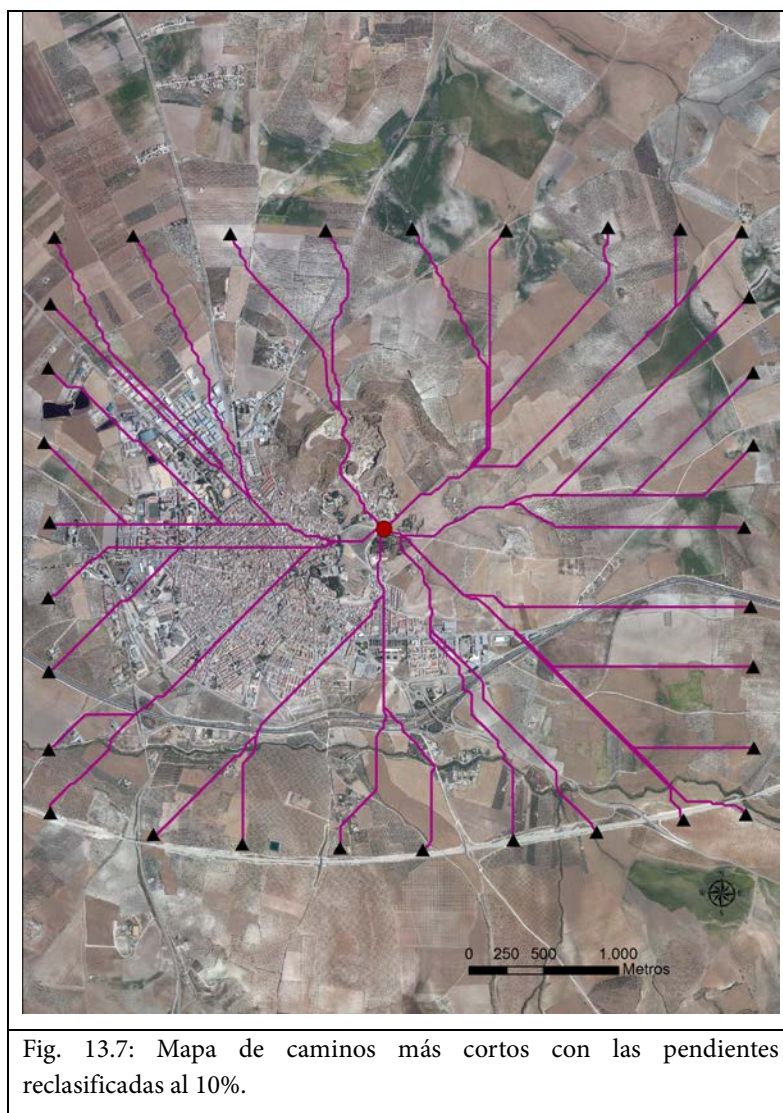 0 250 500 1.000
Metros
Fig. 13.7: Mapa de caminos más cortos con las pendientes
reclasificadas al 10%.